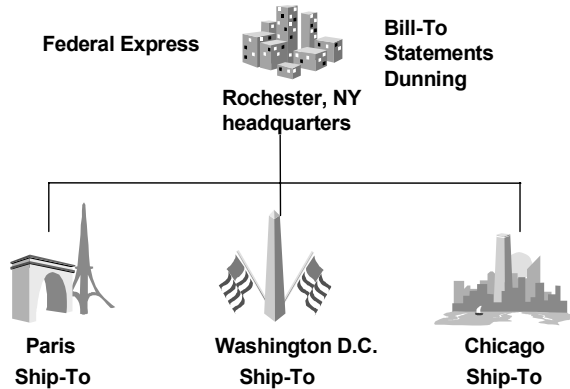 Federal Express
Bill-To
Statements
Dunning
Rochester, NY
headquarters
Paris
Ship-To
Washington D.C.
Ship-To
Chicago
Ship-To